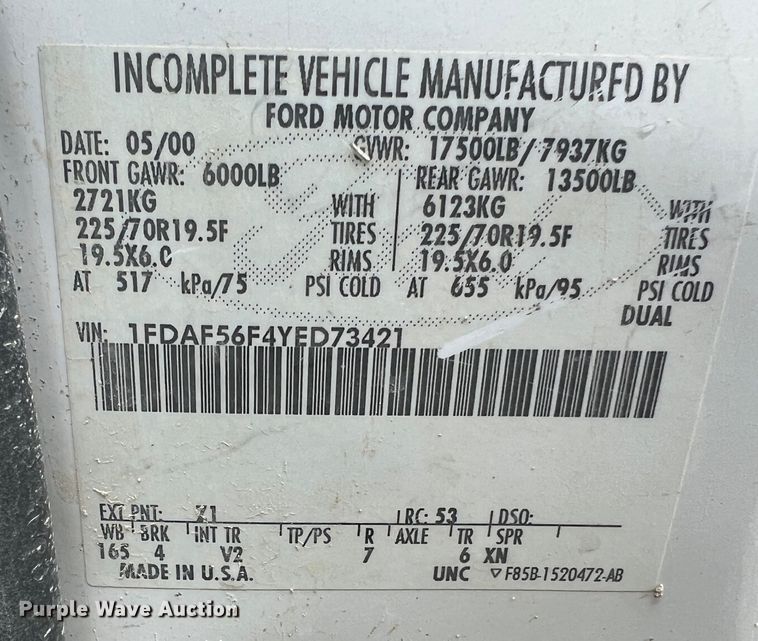 INCOMPLETE VEHICLE MANUFACTURED BY
FORD MOTOR COMPANY
DATE: 05/00 GVWR: 17500LB/7937KG
FRONT GAWR: 6000LB REAR GAWR: 13500LB
2721KG WITH 6123KG WITH
225/70R19.5F TIRES 225/70R19.5F TIRES
19.5X6.0 RIMS 19.5X6.0 RIMS
AT 517 kPa/75 PSI COLD AT 655 kPa/95 PSI COLD
DUAL
VIN: 1FDAF56F4YED73421
EXT PNT: Z1 RC: 53 DSO:
WB BRK INT TR TP/PS R AXLE TR SPR
165 4 V2 7 6 XN
MADE IN U.S.A. UNC F85B-1520472-AB
Purple Wave Auction